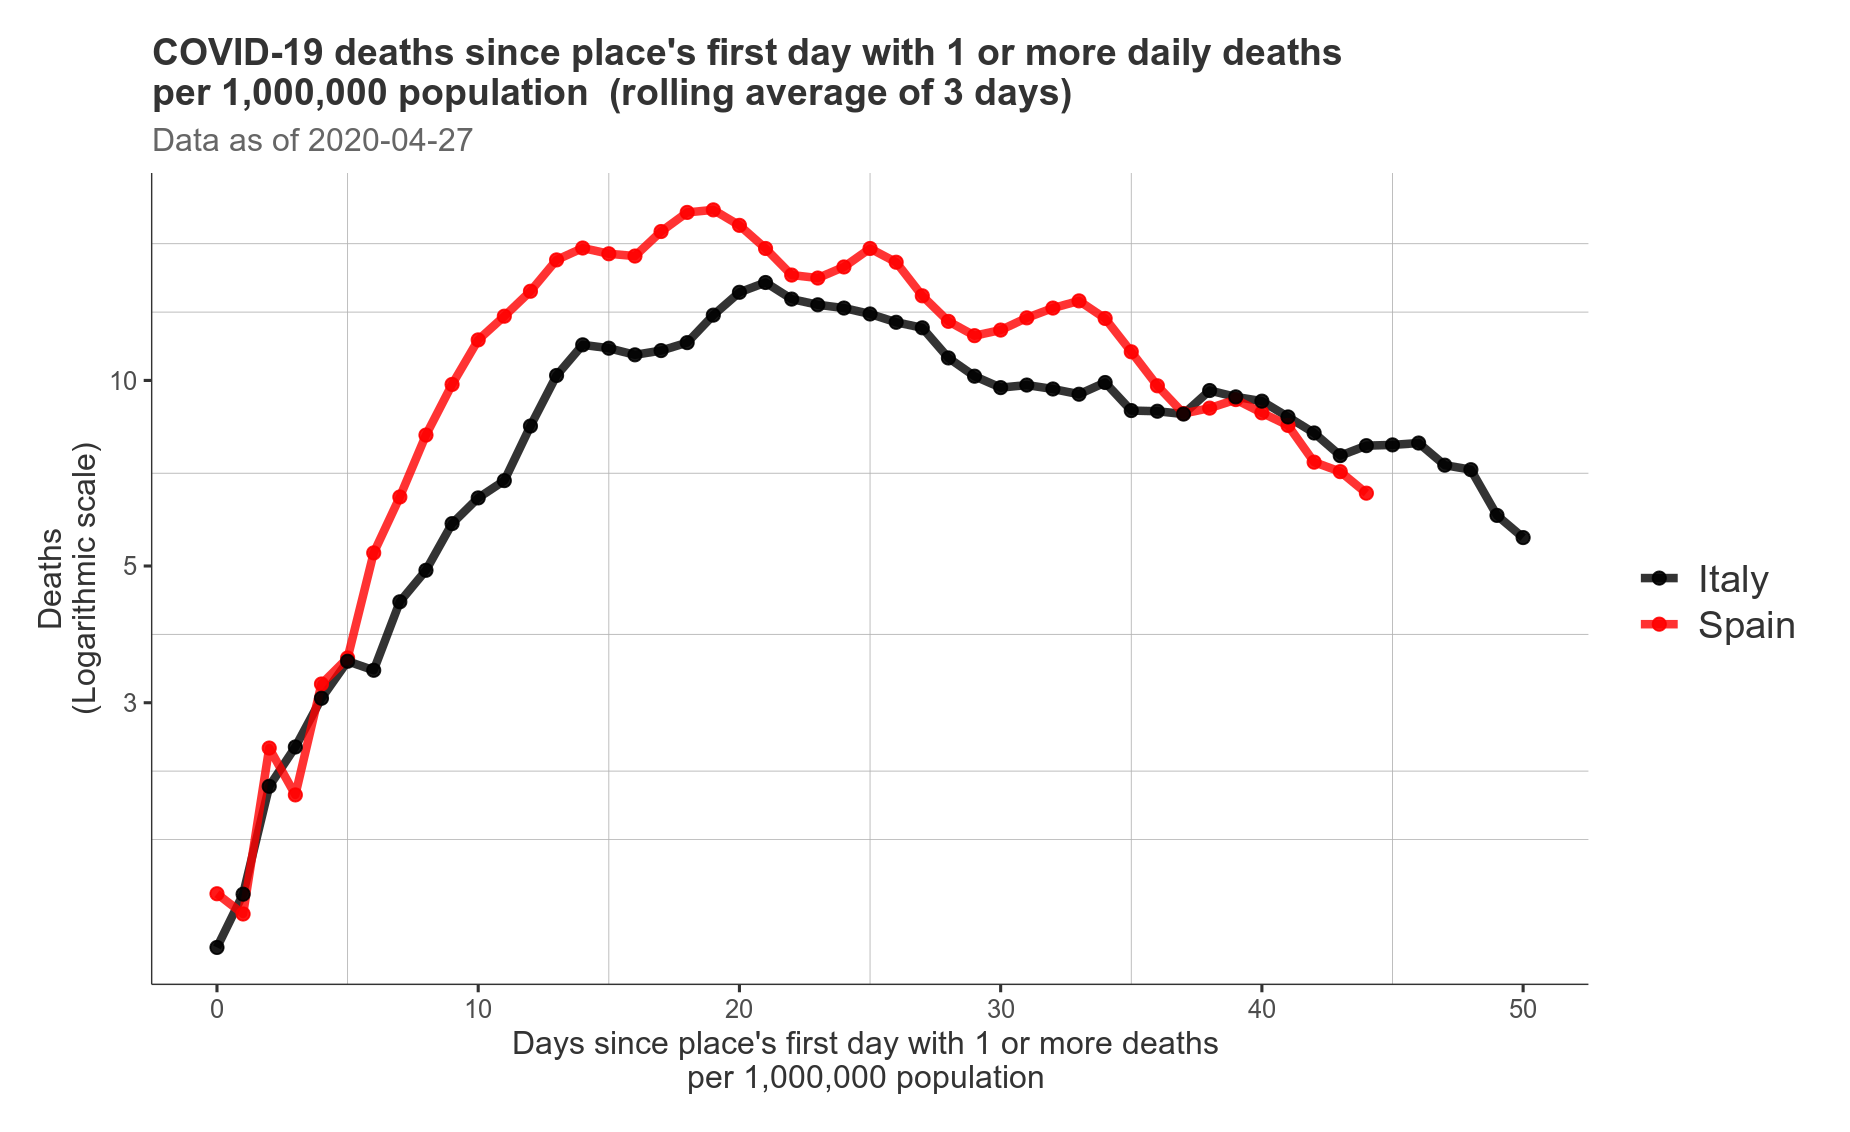 COVID-19 deaths since place's first day with 1 or more daily deaths
per 1,000,000 population  (rolling average of 3 days)
Data as of 2020-04-27
Deaths
(Logarithmic scale)
10
5
3
0
10
20
30
40
50
Days since place's first day with 1 or more deaths
per 1,000,000 population
Italy
Spain